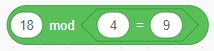 18 mod 4 = 9